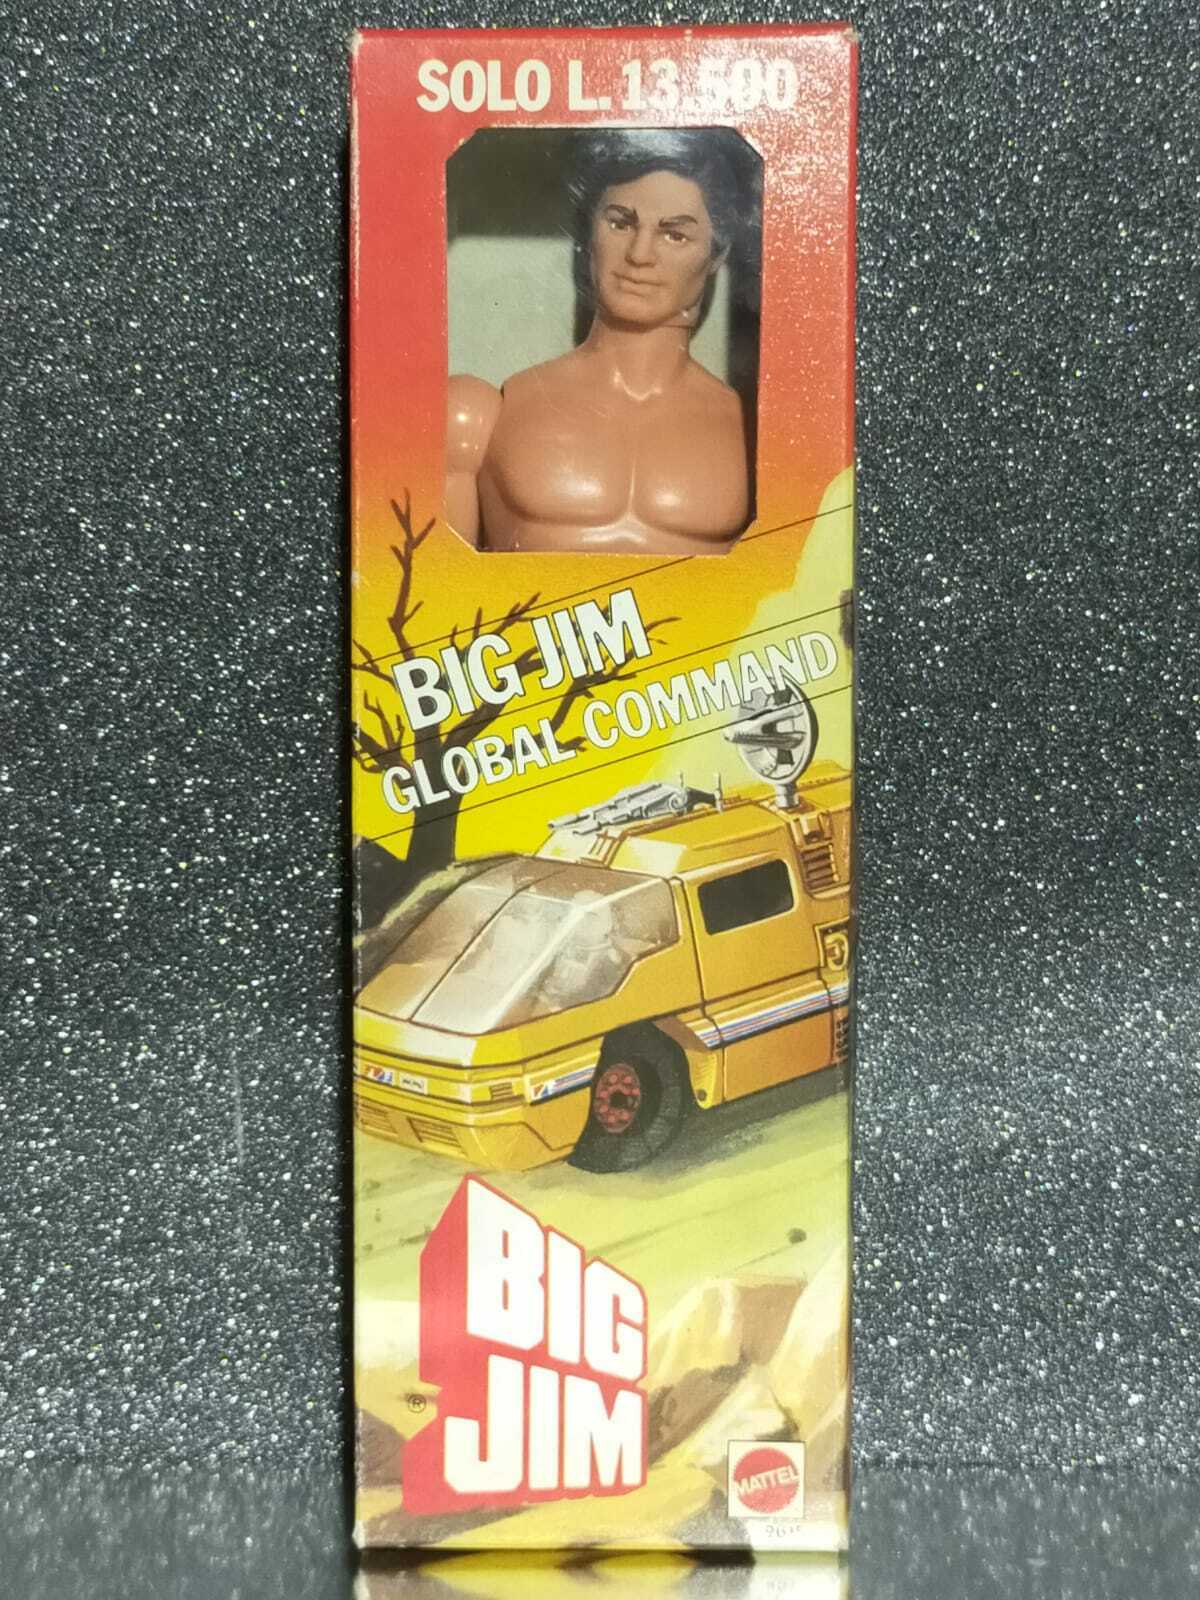 SOLO L.13.500
BIG JIM
GLOBAL COMMAND
BIG
JIM
®
MATTEL